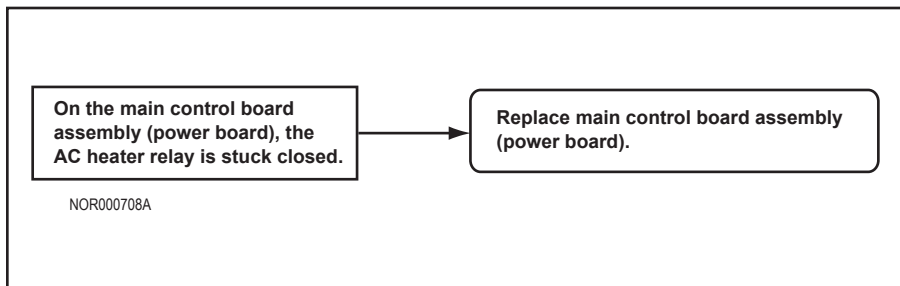 On the main control board
assembly (power board), the
AC heater relay is stuck closed.
Replace main control board assembly
(power board).
NOR000708A